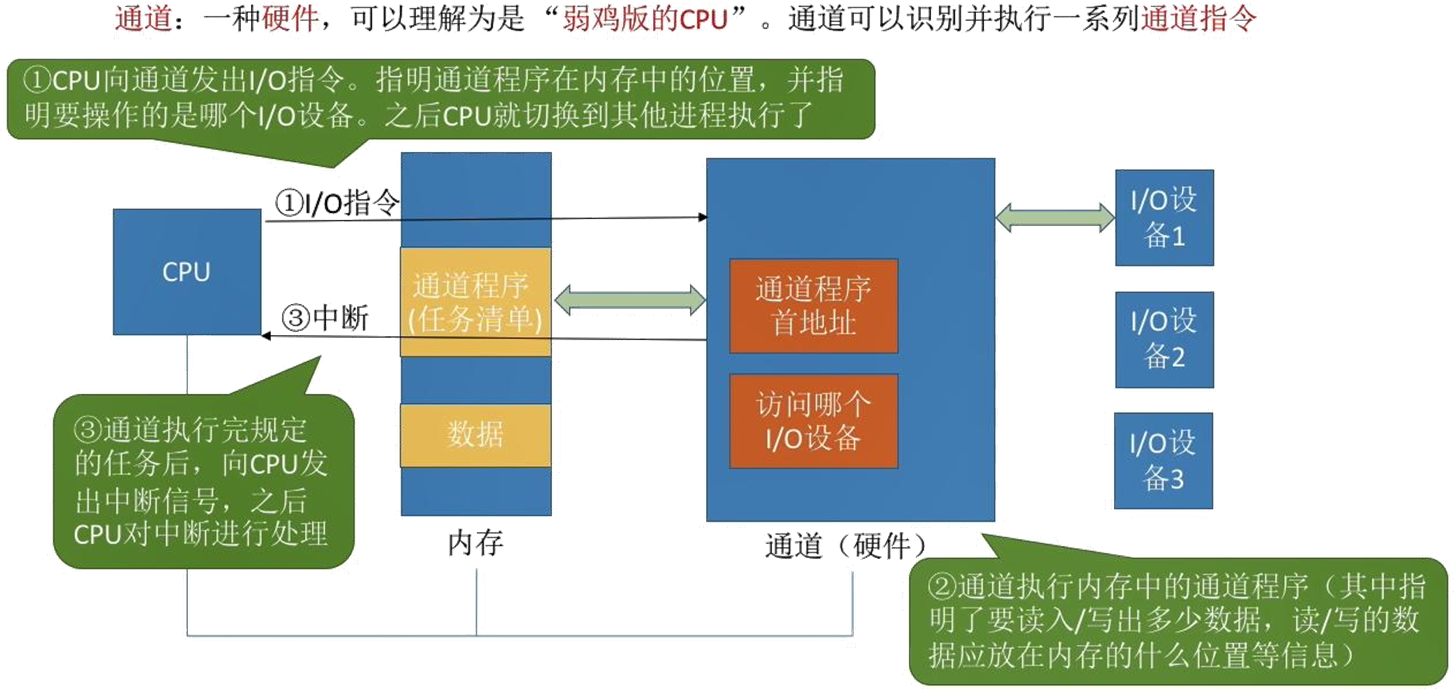 通道：一种硬件，可以理解为是“弱鸡版的CPU”。通道可以识别并执行一系列通道指令
①CPU向通道发出I/O指令。指明通道程序在内存中的位置，并指
明要操作的是哪个I/O设备。之后CPU就切换到其他进程执行了
①I/O指令
CPU
通道程序
(任务清单)
③中断
数据
内存
通道程序
首地址
访问哪个
I/O设备
通道（硬件）
I/O设
备1
I/O设
备2
I/O设
备3
③通道执行完规定
的任务后，向CPU发
出中断信号，之后
CPU对中断进行处理
②通道执行内存中的通道程序（其中指
明了要读入/写出多少数据，读/写的数
据应放在内存的什么位置等信息）